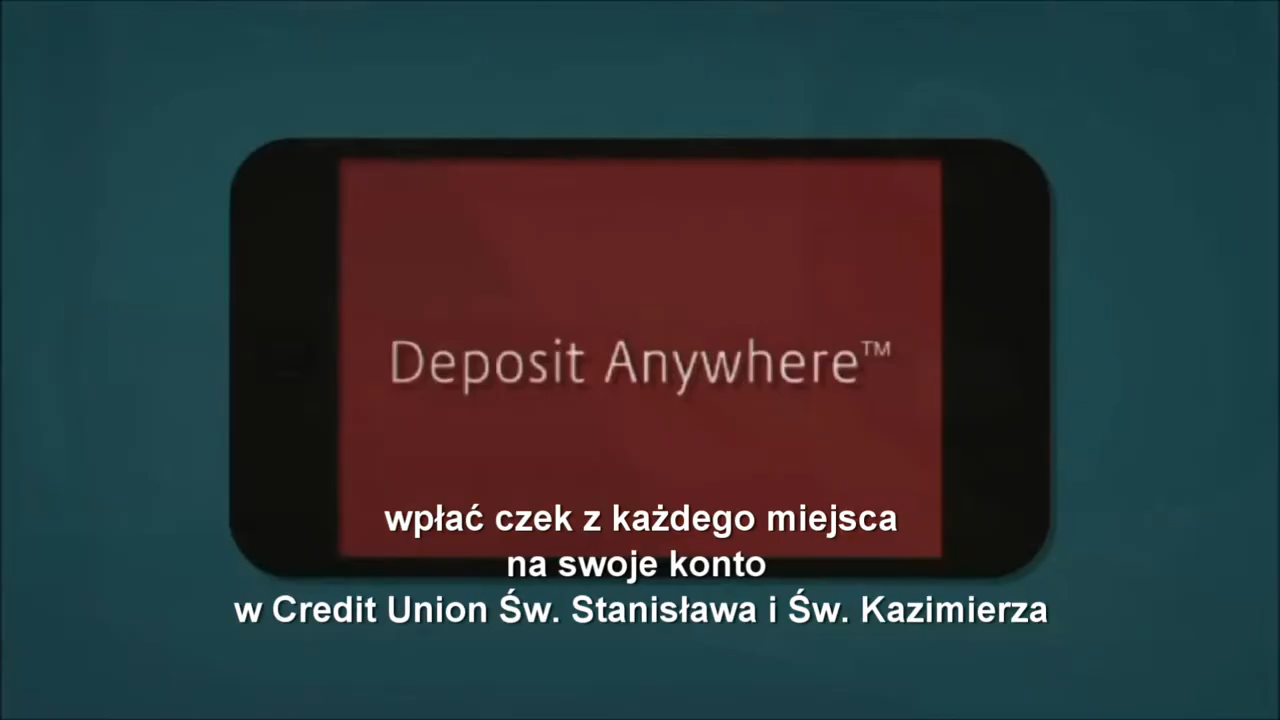 Deposit Anywhere™
wpłać czek z każdego miejsca
na swoje konto
w Credit Union Św. Stanisława i Św. Kazimierza